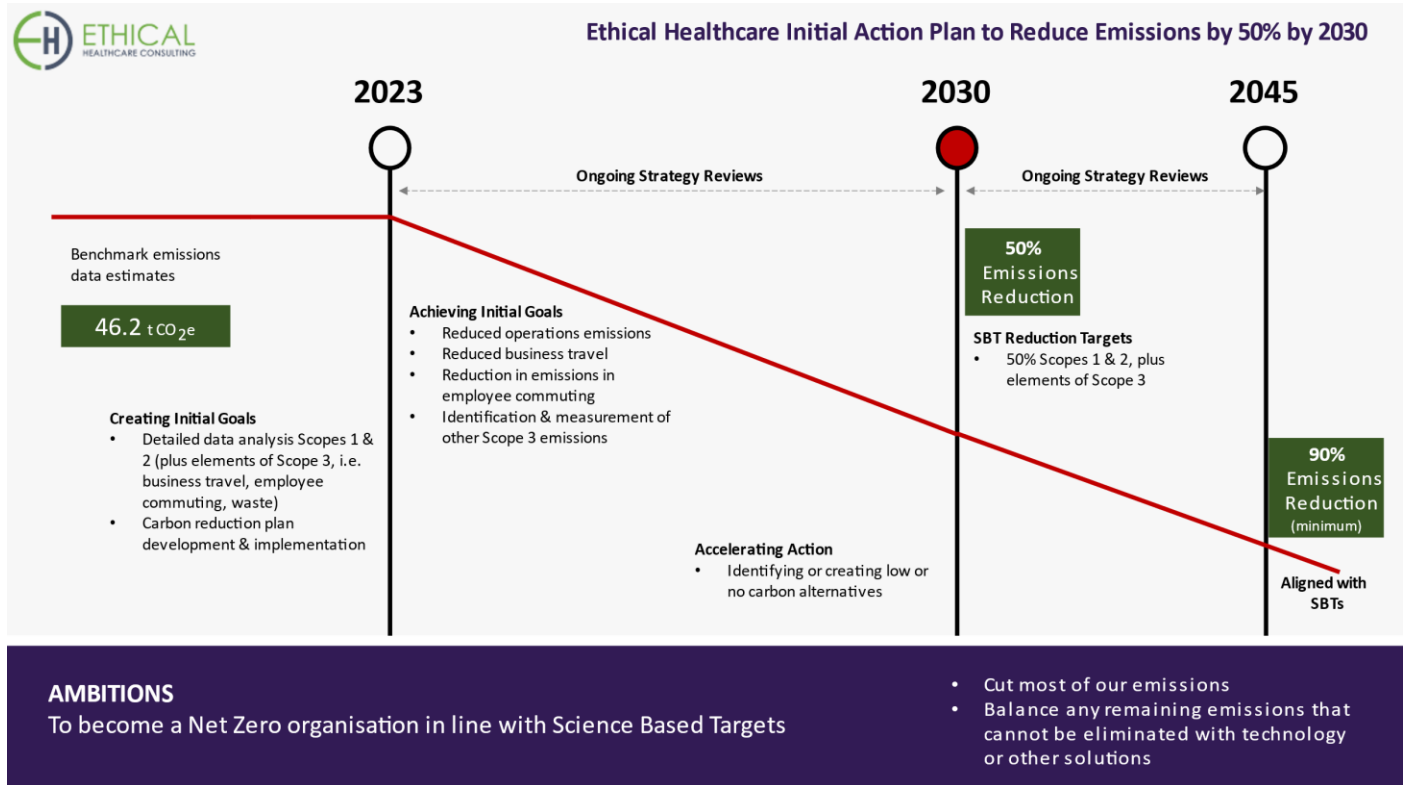 ETHICAL
HEALTHCARE CONSULTING
Ethical Healthcare Initial Action Plan to Reduce Emissions by 50% by 2030
2023
2030
2045
Ongoing Strategy Reviews
Ongoing Strategy Reviews
Benchmark emissions
data estimates
46.2 t CO₂e
Creating Initial Goals
• Detailed data analysis Scopes 1 &
2 (plus elements of Scope 3, i.e.
business travel, employee
commuting, waste)
• Carbon reduction plan
development & implementation
Achieving Initial Goals
• Reduced operations emissions
• Reduced business travel
• Reduction in emissions in
employee commuting
• Identification & measurement of
other Scope 3 emissions
Accelerating Action
• Identifying or creating low or
no carbon alternatives
50%
Emissions
Reduction
SBT Reduction Targets
• 50% Scopes 1 & 2, plus
elements of Scope 3
90%
Emissions
Reduction
(minimum)
Aligned with
SBTs
AMBITIONS
To become a Net Zero organisation in line with Science Based Targets
• Cut most of our emissions
• Balance any remaining emissions that
cannot be eliminated with technology
or other solutions